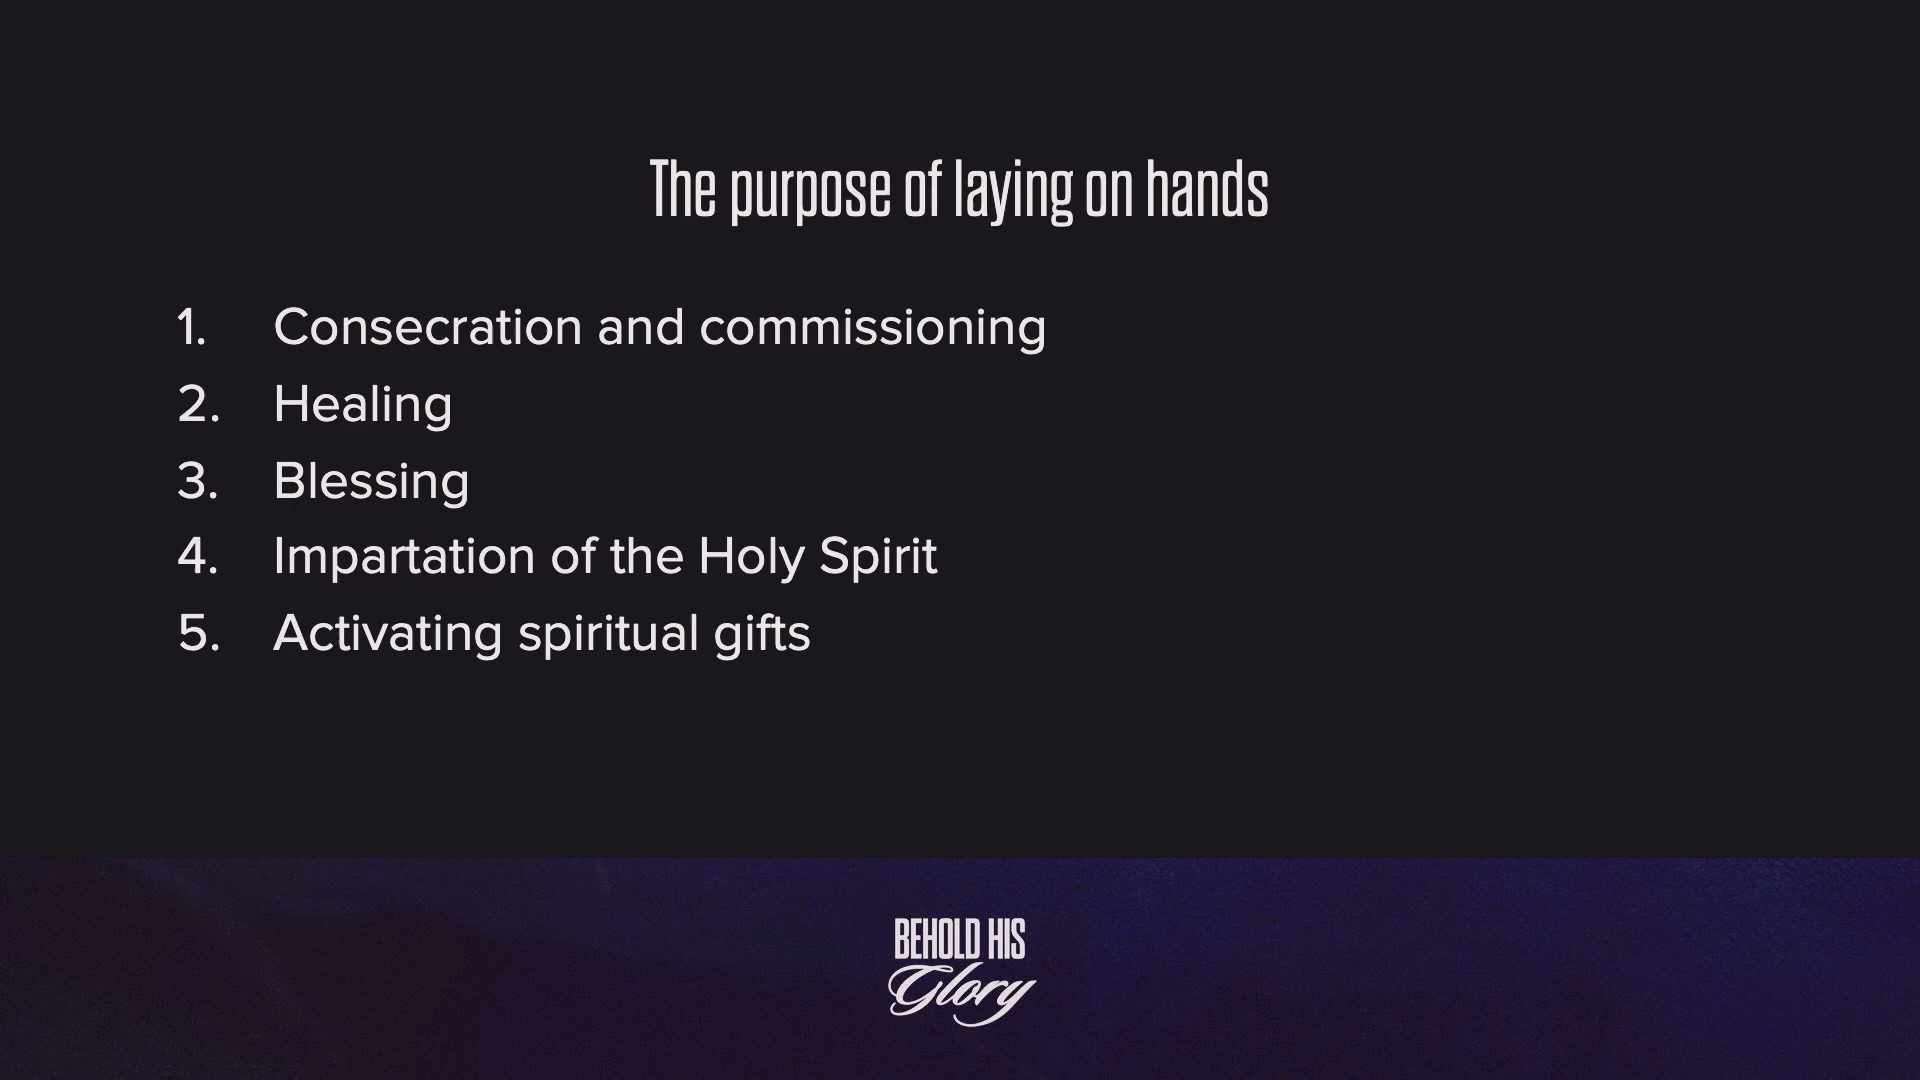 The purpose of laying on hands
1. Consecration and commissioning
2. Healing
3. Blessing
4. Impartation of the Holy Spirit
5. Activating spiritual gifts
BEHOLD HIS
Glory